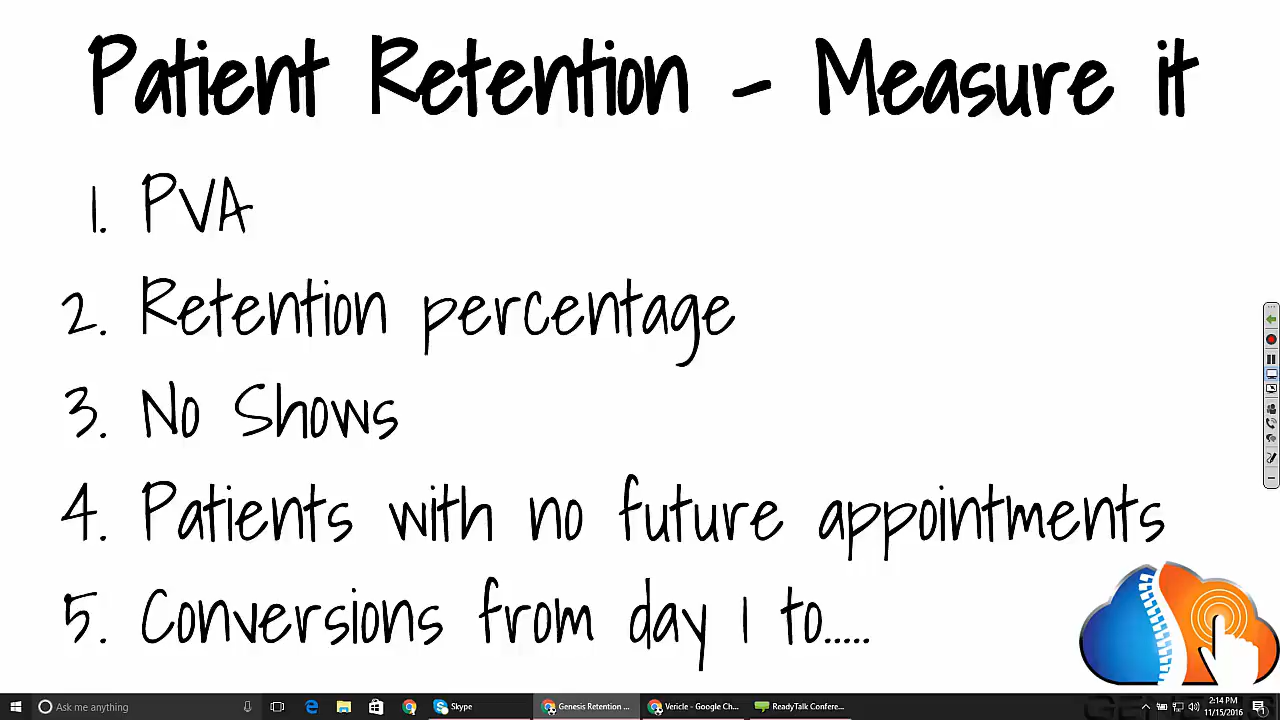 Patient Retention - Measure it
1. PVA
2. Retention percentage
3. No Shows
4. Patients with no future appointments
5. Conversions from day 1 to.....
Ask me anything
Skype
Genesis Retention ...
Vericle - Google Ch...
ReadyTalk Confere...
2:14 PM
11/15/2016